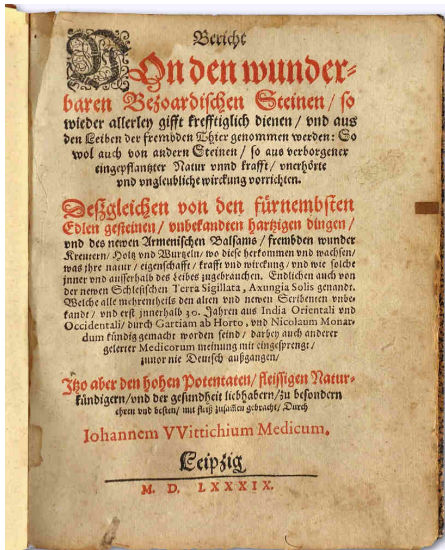 Bericht
VOn den wunder-
baren Bezoardischen Steinen / so
wieder allerley gifft krefftiglich dienen / vnd aus
den Leiben der frembden Thier genommen werden: So
wol auch von andern Steinen / so aus verborgener
eingepflantzter Natur vnnd krafft / vnerhörte
vnd vngleubliche wirckung vorrichten.
Deßgleichen von den fürnembsten
Edlen gesteinen / vnbekandten hartzigen dingen /
vnd des newen Armenischen Balsams / frembden wunder
Kreutern / Holtz vnd Wurtzeln / wo diese herkommen vnd wachsen /
was ihre natur / eigenschafft / krafft vnd wirckung / vnd wie solche
jnner vnd ausserhalb des Leibes zugebrauchen. Endlichen auch von
der newen Schlesischen Terra Sigillata, Axungia Solis genandt.
Welche alle mehrentheils den alten vnd newen Scribenten vnbe-
kandt / vnd erst jnnerhalb 30. Jahren aus India Orientali vnd
Occidentali / durch Gartiam ab Horto, vnd Nicolaum Monar-
dum kündig gemacht worden seind / darbey auch anderer
gelerter Medicorum meinung mit eingesprengt /
zuuor nie Deutsch außgangen /
Itzo aber den hohen Potentaten / fleissigen Natur-
kündigern / vnd der gesundheit liebhabern / zu besondern
ehren vnd besten / mit fleiß zusam̃en gebracht / Durch
Iohannem VVittichium Medicum.
Leipzig
M. D. LXXXIX.